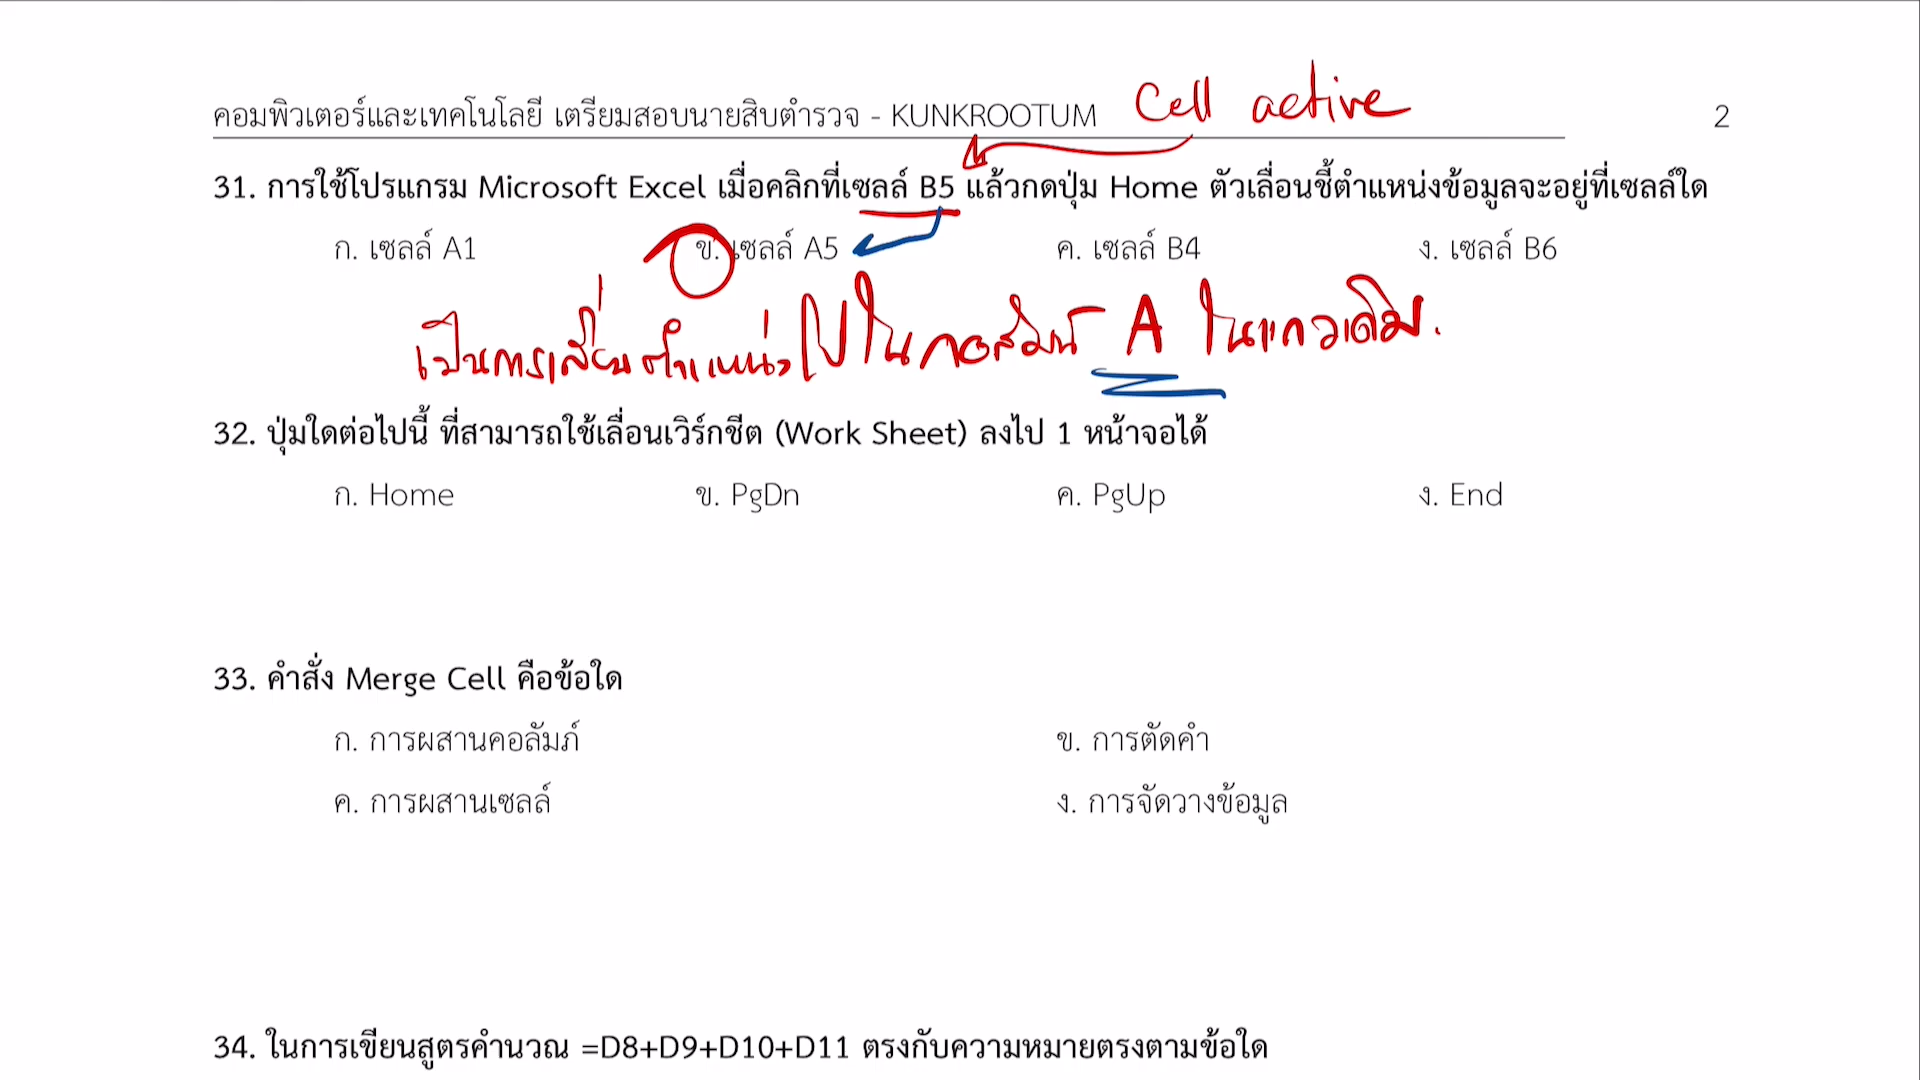 คอมพิวเตอร์และเทคโนโลยี เตรียมสอบนายสิบตำรวจ - KUNKROOTUM Cell active 2
31. การใช้โปรแกรม Microsoft Excel เมื่อคลิกที่เซลล์ B5 แล้วกดปุ่ม Home ตัวเลื่อนชี้ตำแหน่งข้อมูลจะอยู่ที่เซลล์ใด
ก. เซลล์ A1 ข. เซลล์ A5 ค. เซลล์ B4 ง. เซลล์ B6
เป็นการเลื่อนตำแหน่งไปในคอลัมน์ A ในแถวเดิม.
32. ปุ่มใดต่อไปนี้ ที่สามารถใช้เลื่อนเวิร์กชีต (Work Sheet) ลงไป 1 หน้าจอได้
ก. Home ข. PgDn ค. PgUp ง. End
33. คำสั่ง Merge Cell คือข้อใด
ก. การผสานคอลัมภ์ ข. การตัดคำ
ค. การผสานเซลล์ ง. การจัดวางข้อมูล
34. ในการเขียนสูตรคำนวณ =D8+D9+D10+D11 ตรงกับความหมายตรงตามข้อใด